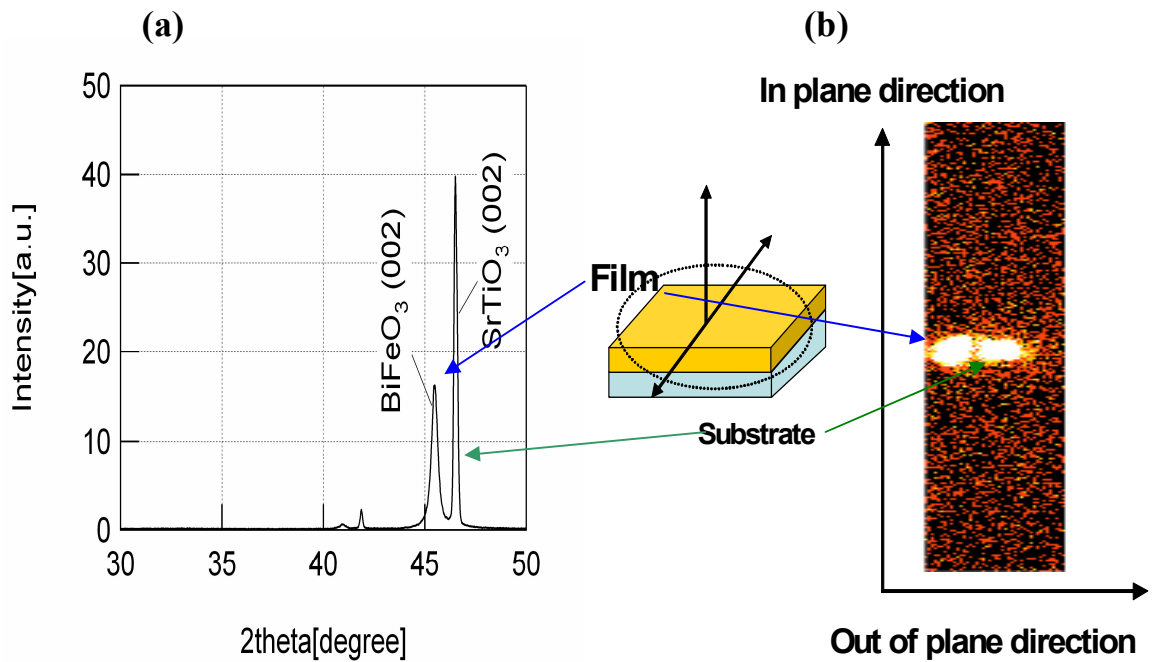 (a)
(b)
50
40
30
20
10
0
30
35
40
45
50
Intensity[a.u.]
2theta[degree]
BiFeO3 (002)
SrTiO3 (002)
Film
Substrate
In plane direction
Out of plane direction